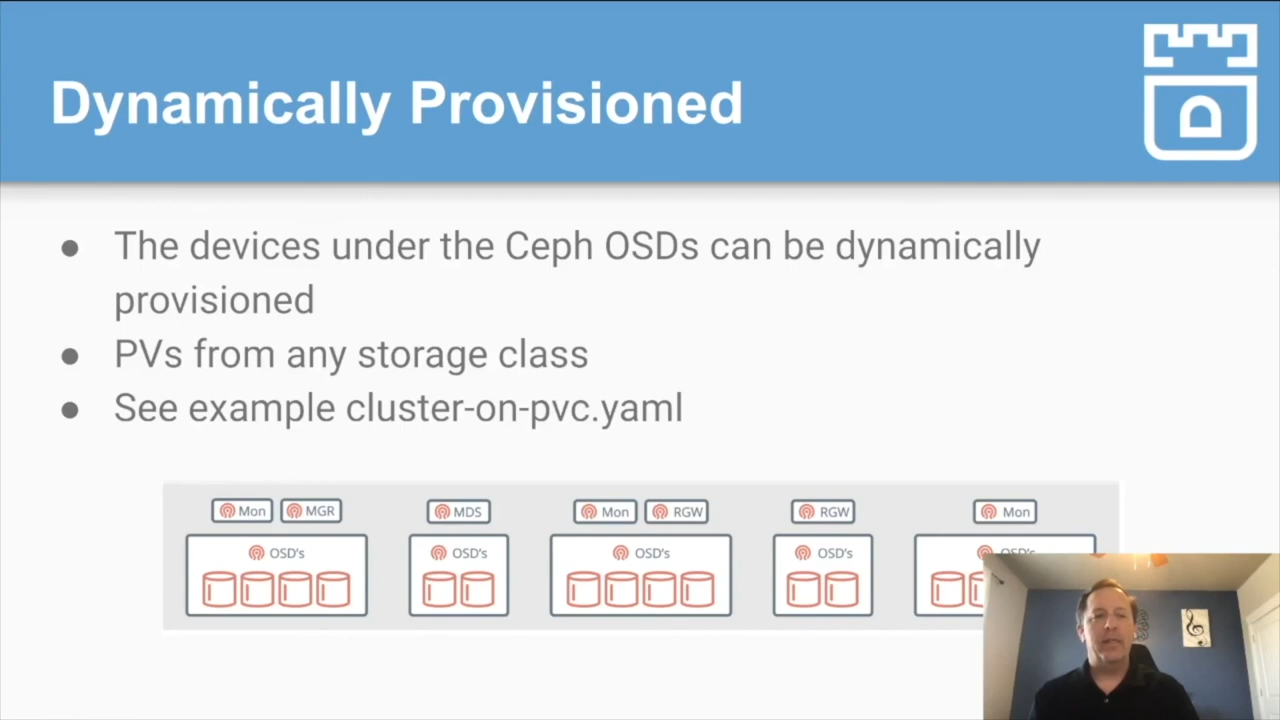 Dynamically Provisioned
● The devices under the Ceph OSDs can be dynamically
provisioned
● PVs from any storage class
● See example cluster-on-pvc.yaml
Mon MGR MDS Mon RGW RGW Mon
OSD's OSD's OSD's OSD's OSD's